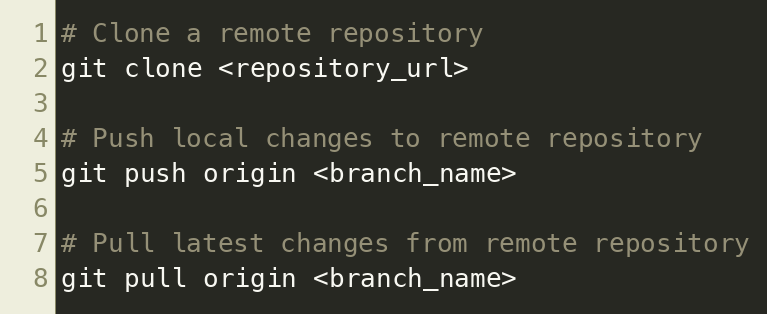 1 # Clone a remote repository
2 git clone <repository_url>
3
4 # Push local changes to remote repository
5 git push origin <branch_name>
6
7 # Pull latest changes from remote repository
8 git pull origin <branch_name>